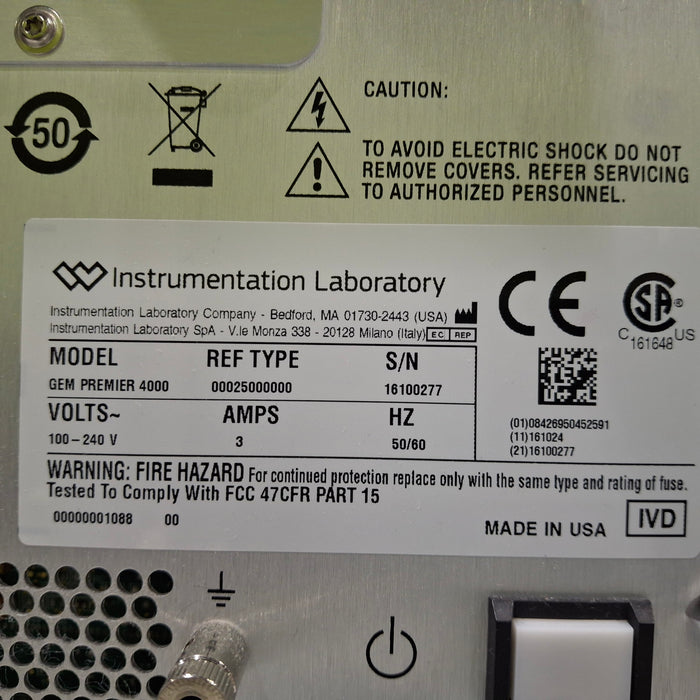 50
CAUTION:
TO AVOID ELECTRIC SHOCK DO NOT
REMOVE COVERS. REFER SERVICING
TO AUTHORIZED PERSONNEL.
Instrumentation Laboratory
Instrumentation Laboratory Company - Bedford, MA 01730-2443 (USA)
Instrumentation Laboratory SpA - V.le Monza 338 - 20128 Milano (Italy) EC REP
CE
SA ®
C 161648 US
MODEL REF TYPE S/N
GEM PREMIER 4000 00025000000 16100277
VOLTS~ AMPS HZ
100-240 V 3 50/60
(01)08426950452591
(11)161024
(21)16100277
WARNING: FIRE HAZARD For continued protection replace only with the same type and rating of fuse.
Tested To Comply With FCC 47CFR PART 15
00000001088 00
MADE IN USA IVD